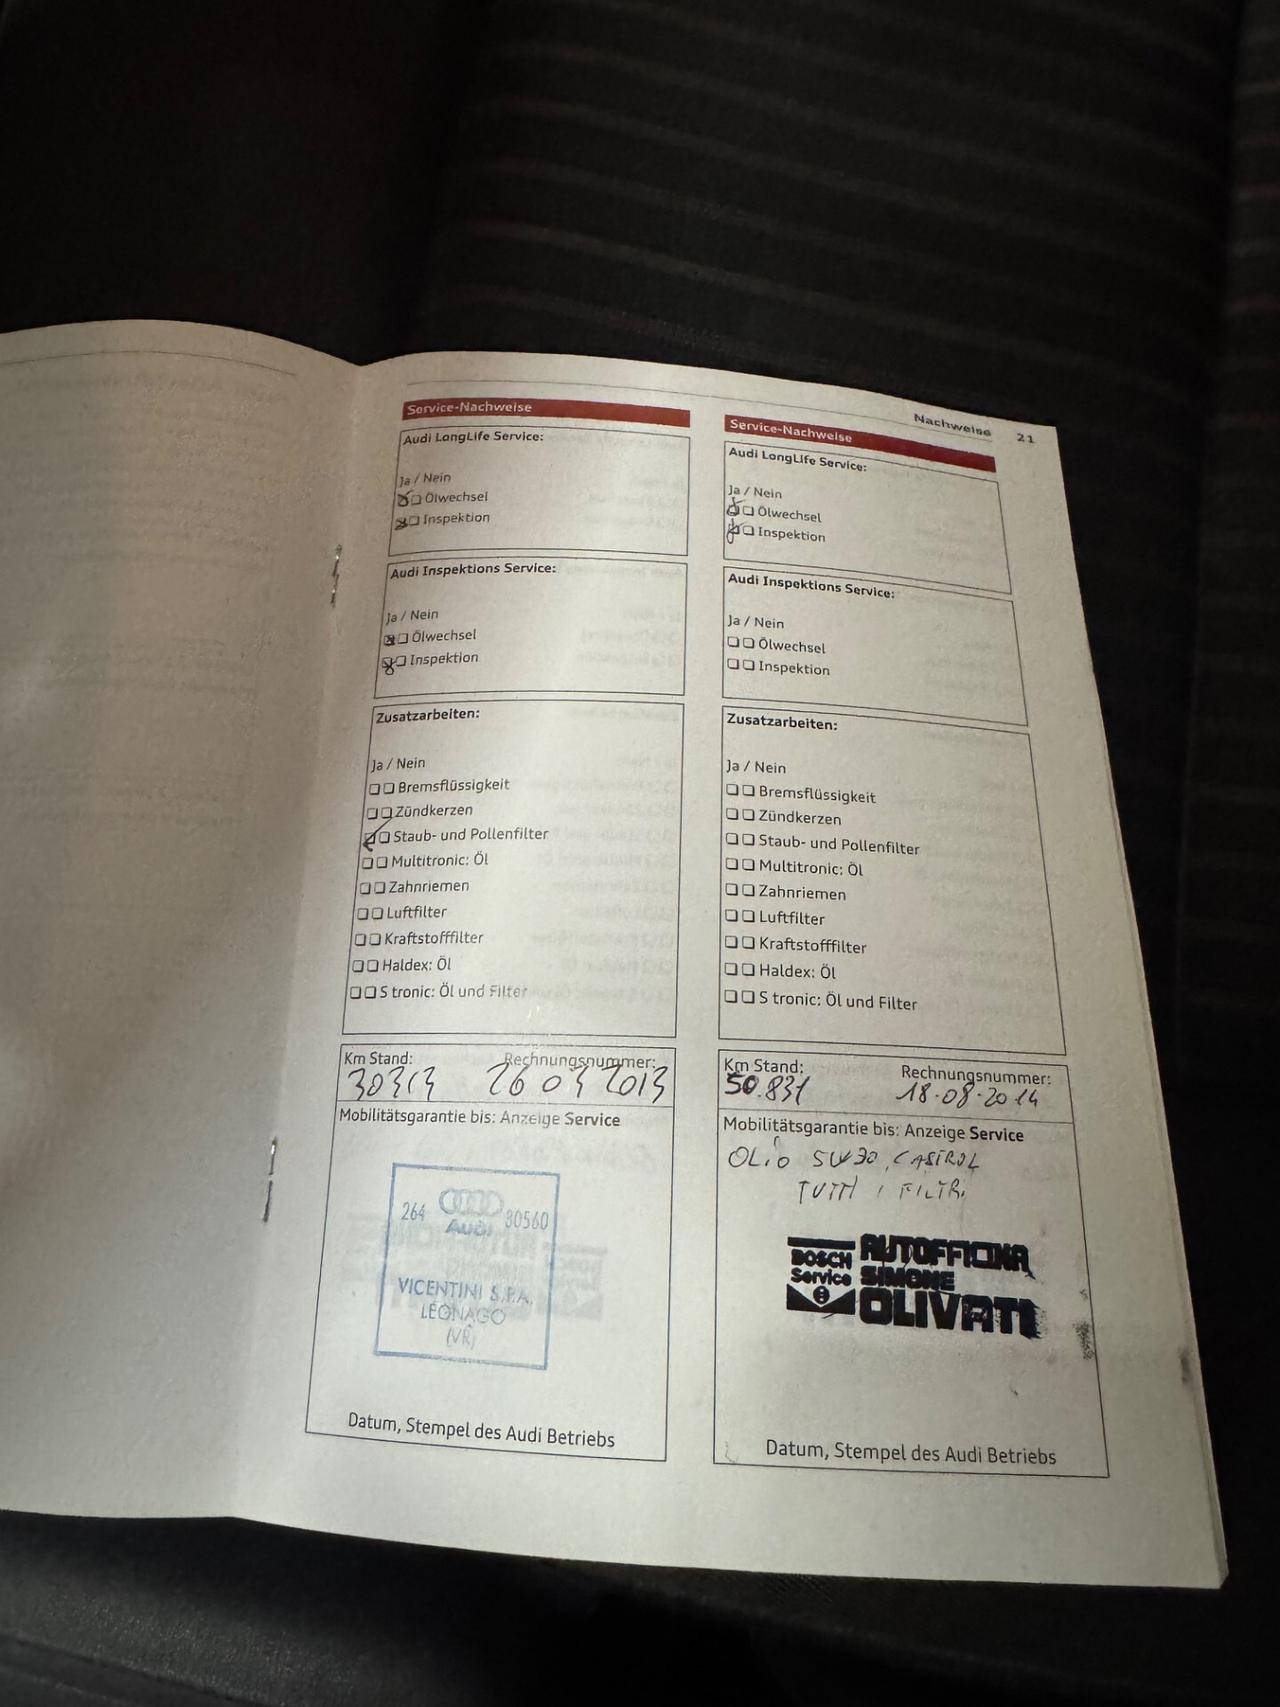 Nachweise 21
Service-Nachweise
Audi LongLife Service:
Ja / Nein
Ölwechsel
Inspektion
Audi Inspektions Service:
Ja / Nein
Ölwechsel
Inspektion
Zusatzarbeiten:
Ja / Nein
Bremsflüssigkeit
Zündkerzen
Staub- und Pollenfilter
Multitronic: Öl
Zahnriemen
Luftfilter
Kraftstofffilter
Haldex: Öl
S tronic: Öl und Filter
Km Stand: Rechnungsnummer:
30313 26 03 2013
Mobilitätsgarantie bis: Anzeige Service
264 Audi 30560
VICENTINI S.P.A.
LEGNAGO
(VR)
Datum, Stempel des Audi Betriebs
Service-Nachweise
Audi LongLife Service:
Ja / Nein
Ölwechsel
Inspektion
Audi Inspektions Service:
Ja / Nein
Ölwechsel
Inspektion
Zusatzarbeiten:
Ja / Nein
Bremsflüssigkeit
Zündkerzen
Staub- und Pollenfilter
Multitronic: Öl
Zahnriemen
Luftfilter
Kraftstofffilter
Haldex: Öl
S tronic: Öl und Filter
Km Stand: Rechnungsnummer:
50.831 18-08-2014
Mobilitätsgarantie bis: Anzeige Service
OLIO 5W30 CASTROL
TUTTI I FILTRI
BOSCH Service
AUTOFFICINA
SIMONE
OLIVATI
Datum, Stempel des Audi Betriebs